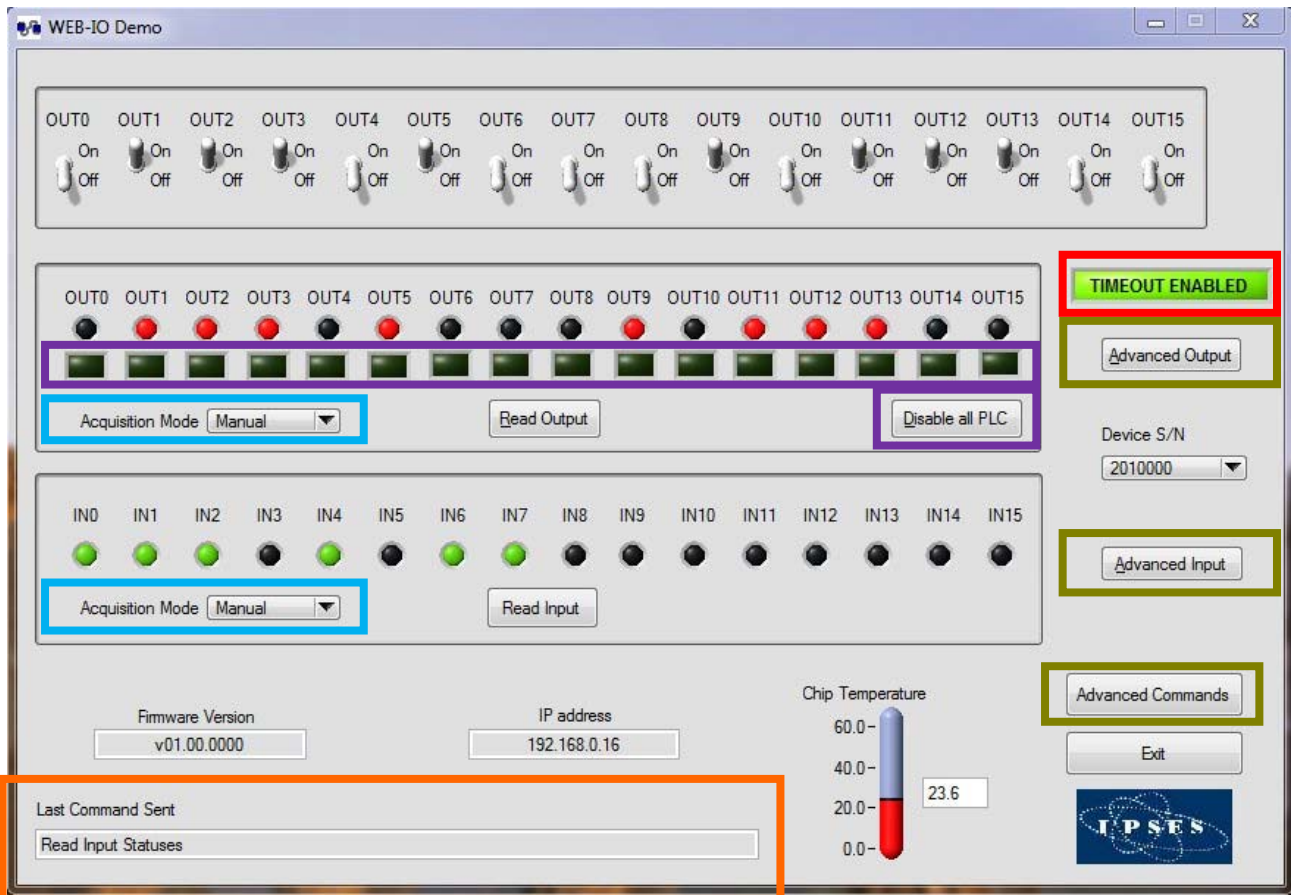 WEB-IO Demo
OUT0 OUT1 OUT2 OUT3 OUT4 OUT5 OUT6 OUT7 OUT8 OUT9 OUT10 OUT11 OUT12 OUT13 OUT14 OUT15
On On On On On On On On On On On On On On On On
Off Off Off Off Off Off Off Off Off Off Off Off Off Off Off Off
OUT0 OUT1 OUT2 OUT3 OUT4 OUT5 OUT6 OUT7 OUT8 OUT9 OUT10 OUT11 OUT12 OUT13 OUT14 OUT15
TIMEOUT ENABLED
Advanced Output
Acquisition Mode Manual Read Output Disable all PLC
Device S/N
2010000
IN0 IN1 IN2 IN3 IN4 IN5 IN6 IN7 IN8 IN9 IN10 IN11 IN12 IN13 IN14 IN15
Advanced Input
Acquisition Mode Manual Read Input
Chip Temperature
Advanced Commands
Firmware Version IP address
v01.00.0000 192.168.0.16
60.0
40.0
20.0
0.0
23.6
Exit
Last Command Sent
Read Input Statuses
IPSES